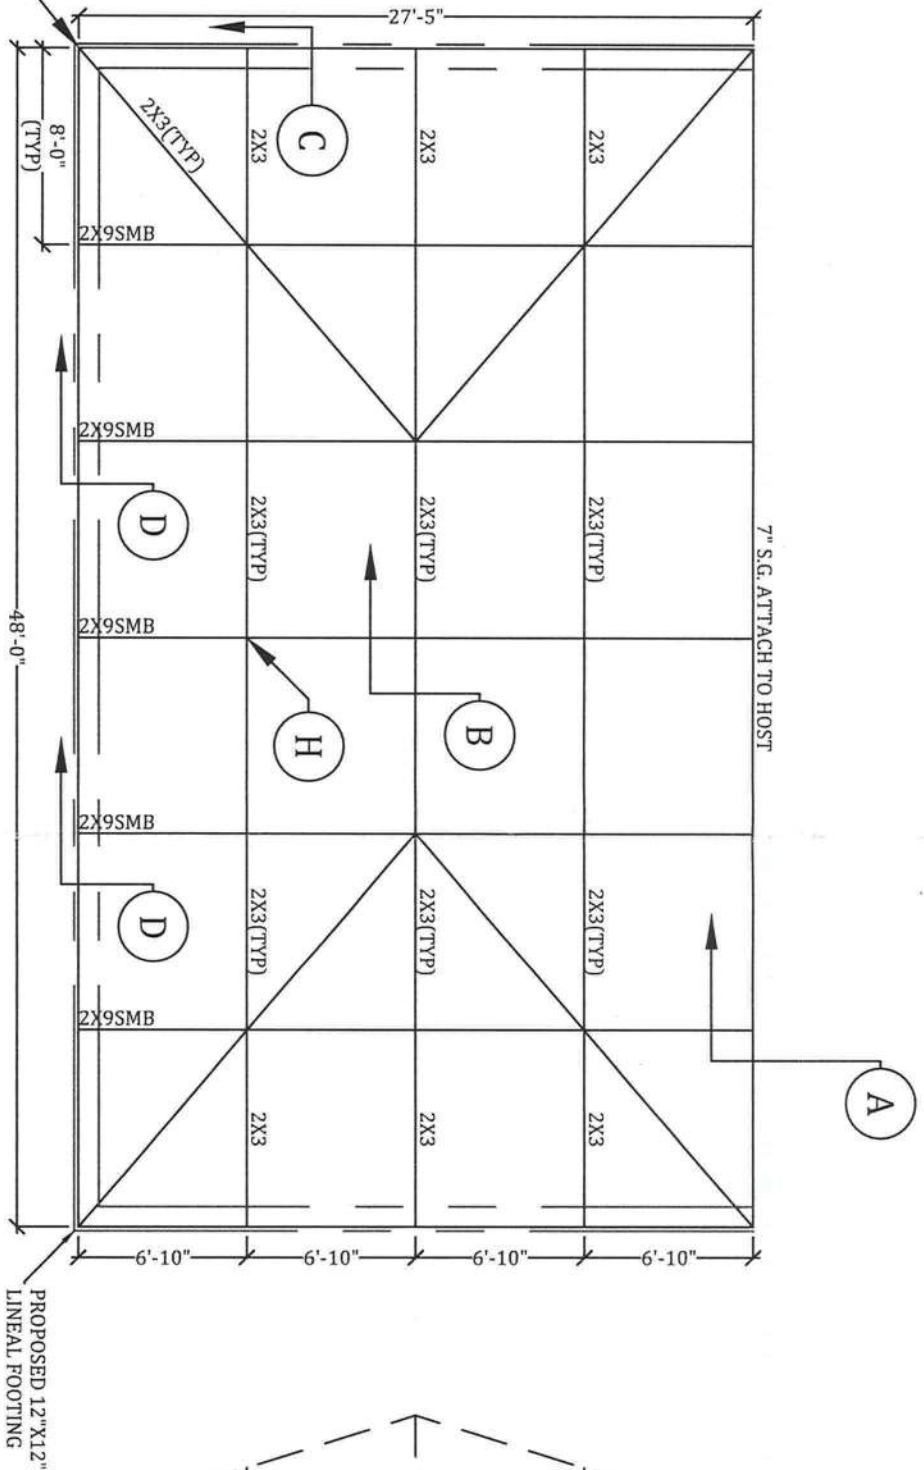 27'-5"
C
8'-0"
(TYP)
2X3(TYP)
2X3
2X3
2X3
2X9SMB
2X9SMB
D
2X3(TYP)
2X3(TYP)
2X3(TYP)
7" S.G. ATTACH TO HOST
2X9SMB
48'-0"
H
B
2X9SMB
D
2X3(TYP)
2X3(TYP)
2X3(TYP)
A
2X9SMB
2X3
2X3
2X3
6'-10"
6'-10"
6'-10"
6'-10"
PROPOSED 12"X12"
LINEAL FOOTING